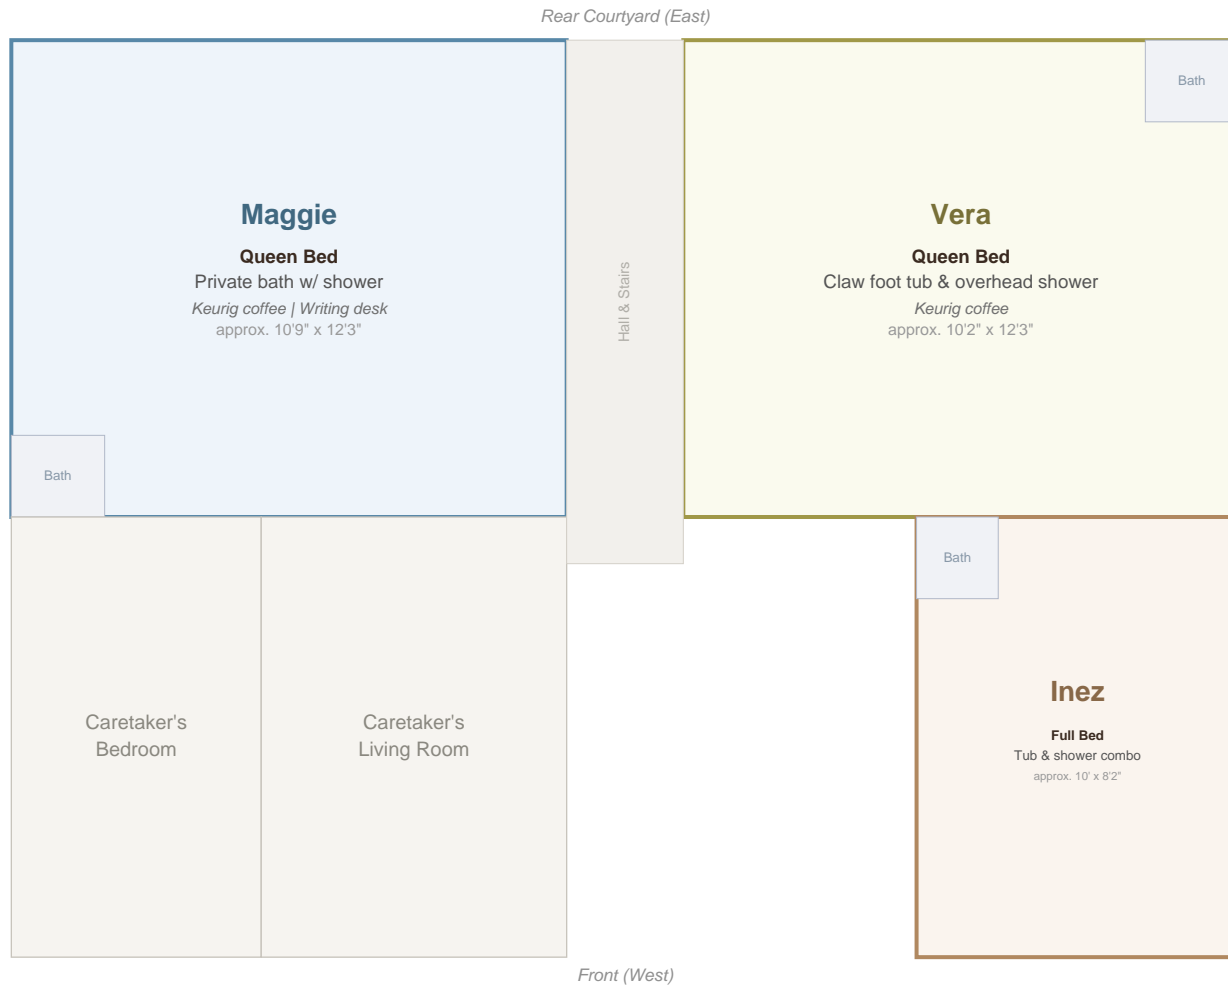 Rear Courtyard (East)
Bath
Maggie
Queen Bed
Private bath w/ shower
Keurig coffee | Writing desk
approx. 10'9" x 12'3"
Hall & Stairs
Vera
Queen Bed
Claw foot tub & overhead shower
Keurig coffee
approx. 10'2" x 12'3"
Bath
Bath
Caretaker's
Bedroom
Caretaker's
Living Room
Inez
Full Bed
Tub & shower combo
approx. 10' x 8'2"
Front (West)